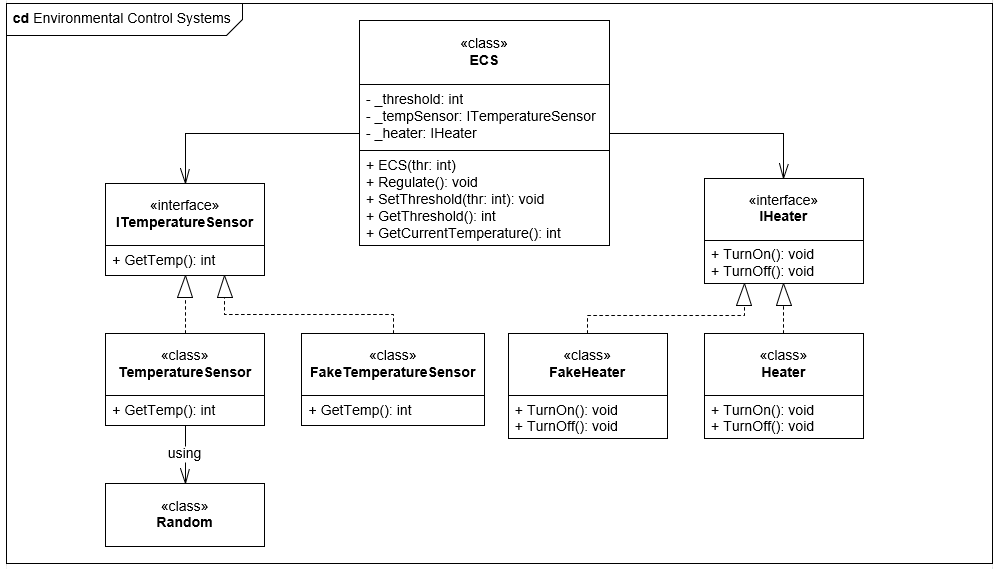 cd Environmental Control Systems
«class»
ECS
- _threshold: int
- _tempSensor: ITemperatureSensor
- _heater: IHeater
+ ECS(thr: int)
+ Regulate(): void
+ SetThreshold(thr: int): void
+ GetThreshold(): int
+ GetCurrentTemperature(): int
«interface»
ITemperatureSensor
+ GetTemp(): int
«interface»
IHeater
+ TurnOn(): void
+ TurnOff(): void
«class»
TemperatureSensor
+ GetTemp(): int
«class»
FakeTemperatureSensor
+ GetTemp(): int
«class»
FakeHeater
+ TurnOn(): void
+ TurnOff(): void
«class»
Heater
+ TurnOn(): void
+ TurnOff(): void
using
«class»
Random